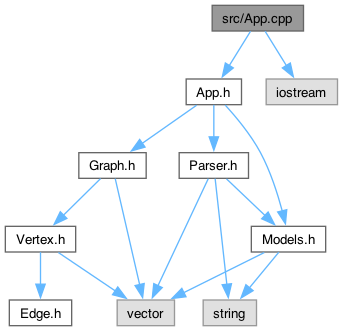 src/App.cpp
App.h
iostream
Graph.h
Parser.h
Vertex.h
Models.h
Edge.h
vector
string